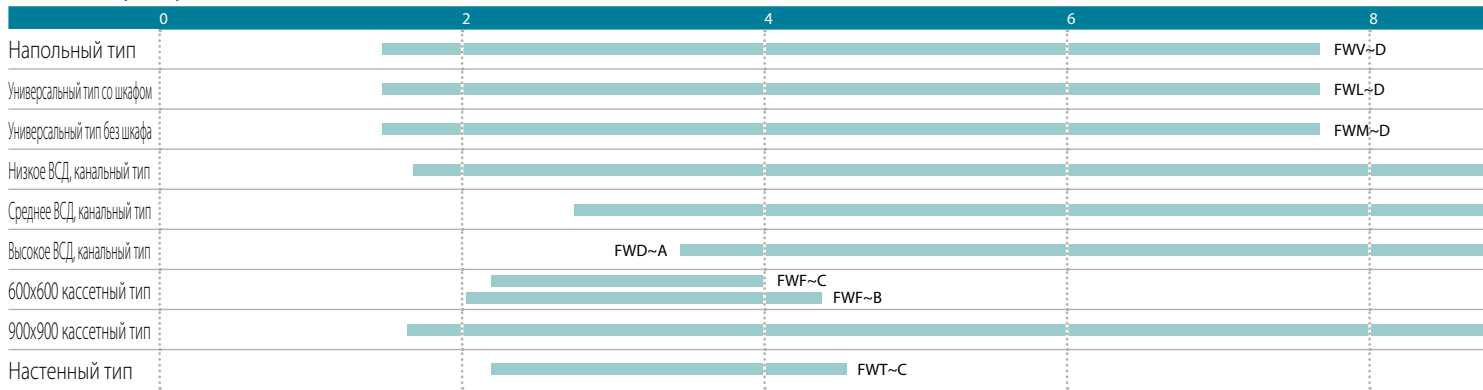 0 2 4 6 8
Напольный тип FWV~D
Универсальный тип со шкафом FWL~D
Универсальный тип без шкафа FWM~D
Низкое ВСД, канальный тип
Среднее ВСД, канальный тип
Высокое ВСД, канальный тип FWD~A
600x600 кассетный тип FWF~C
FWF~B
900x900 кассетный тип
Настенный тип FWT~C